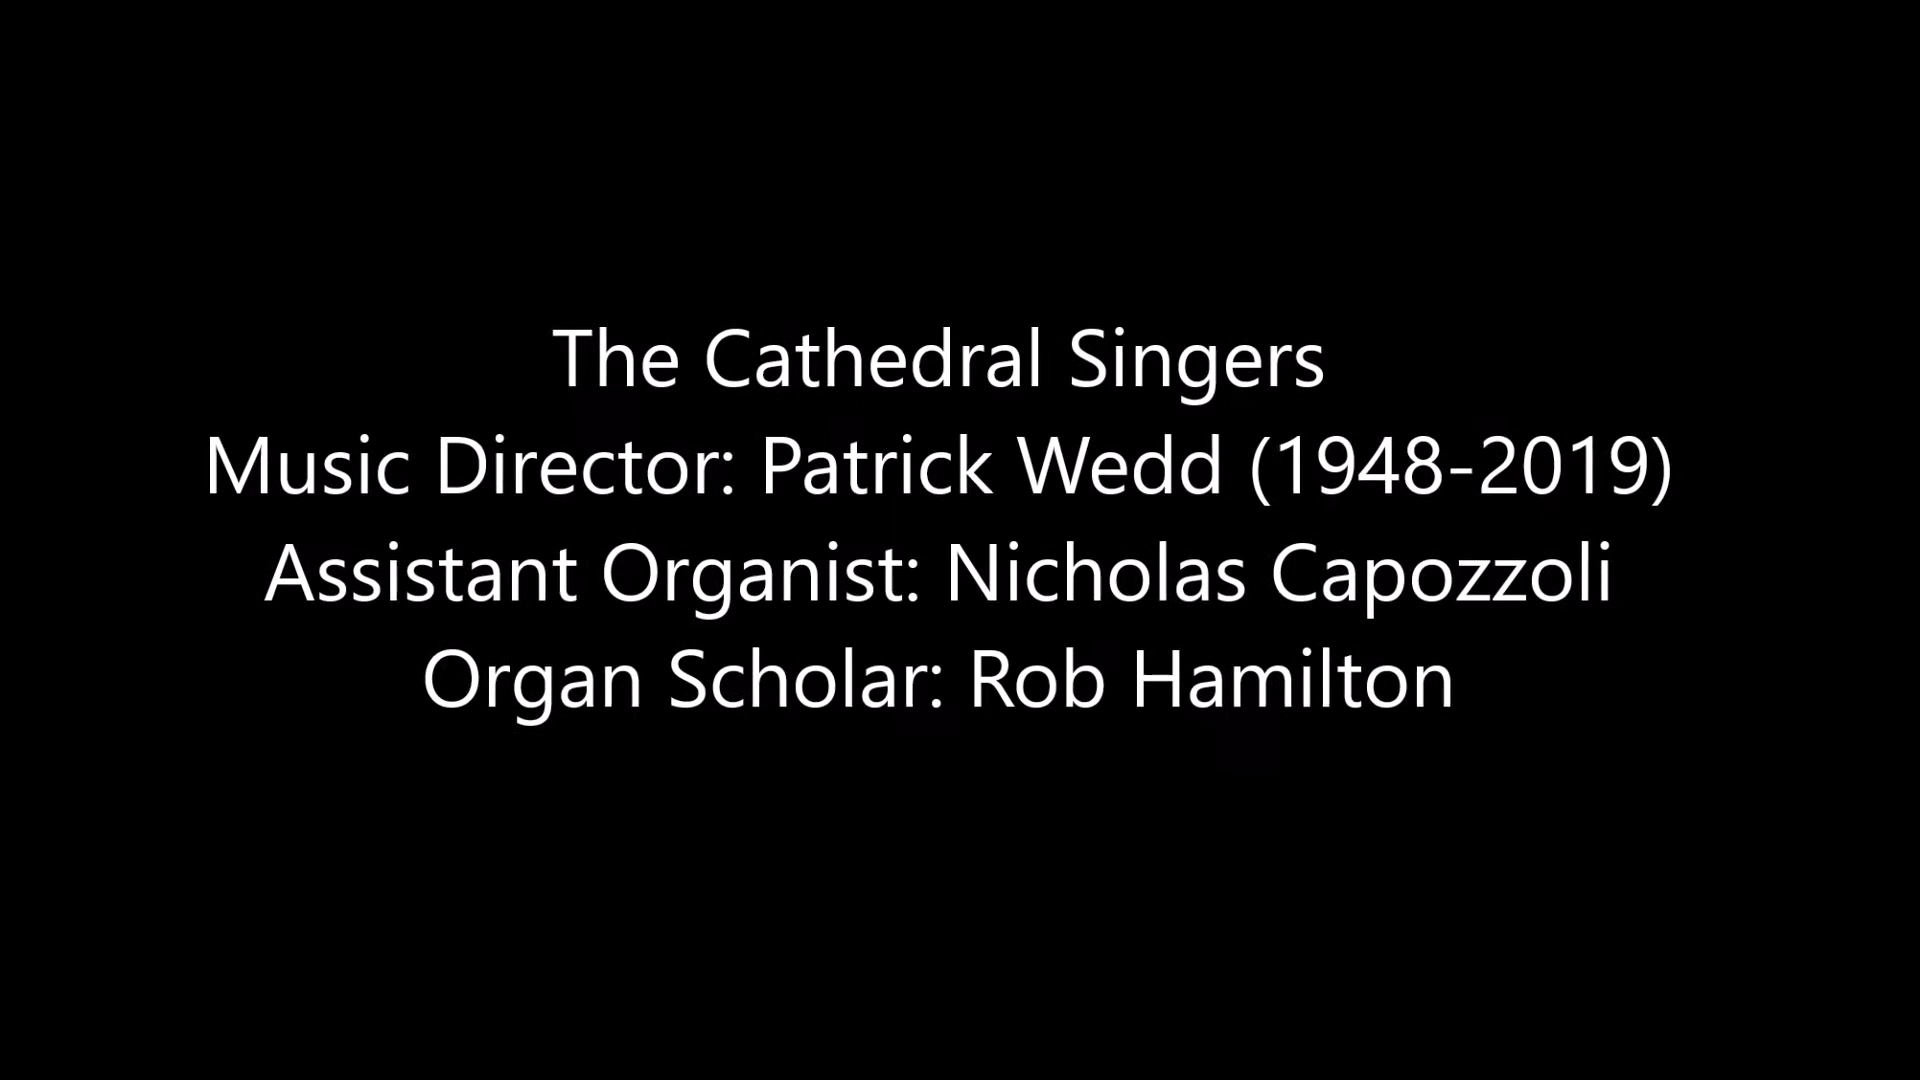 The Cathedral Singers
Music Director: Patrick Wedd (1948-2019)
Assistant Organist: Nicholas Capozzoli
Organ Scholar: Rob Hamilton